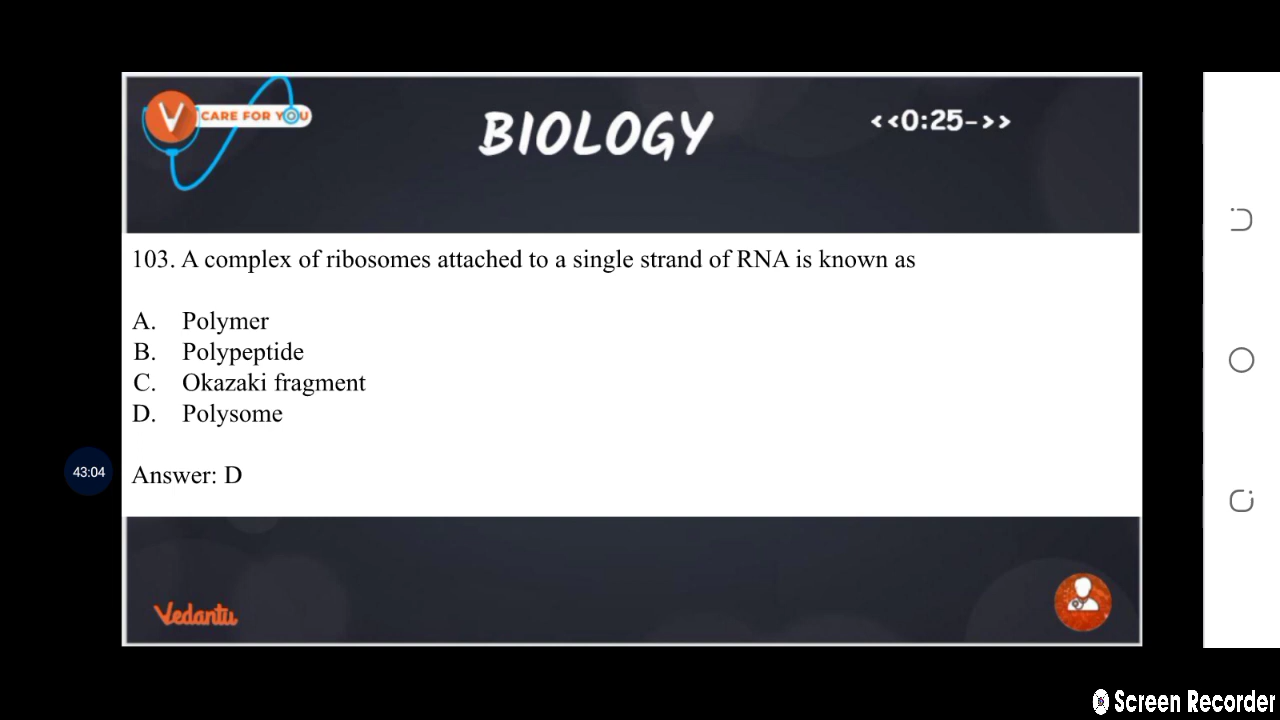 V CARE FOR YOU
BIOLOGY
<<0:25->>
103. A complex of ribosomes attached to a single strand of RNA is known as
A. Polymer
B. Polypeptide
C. Okazaki fragment
D. Polysome
43:04
Answer: D
Vedantu
Screen Recorder